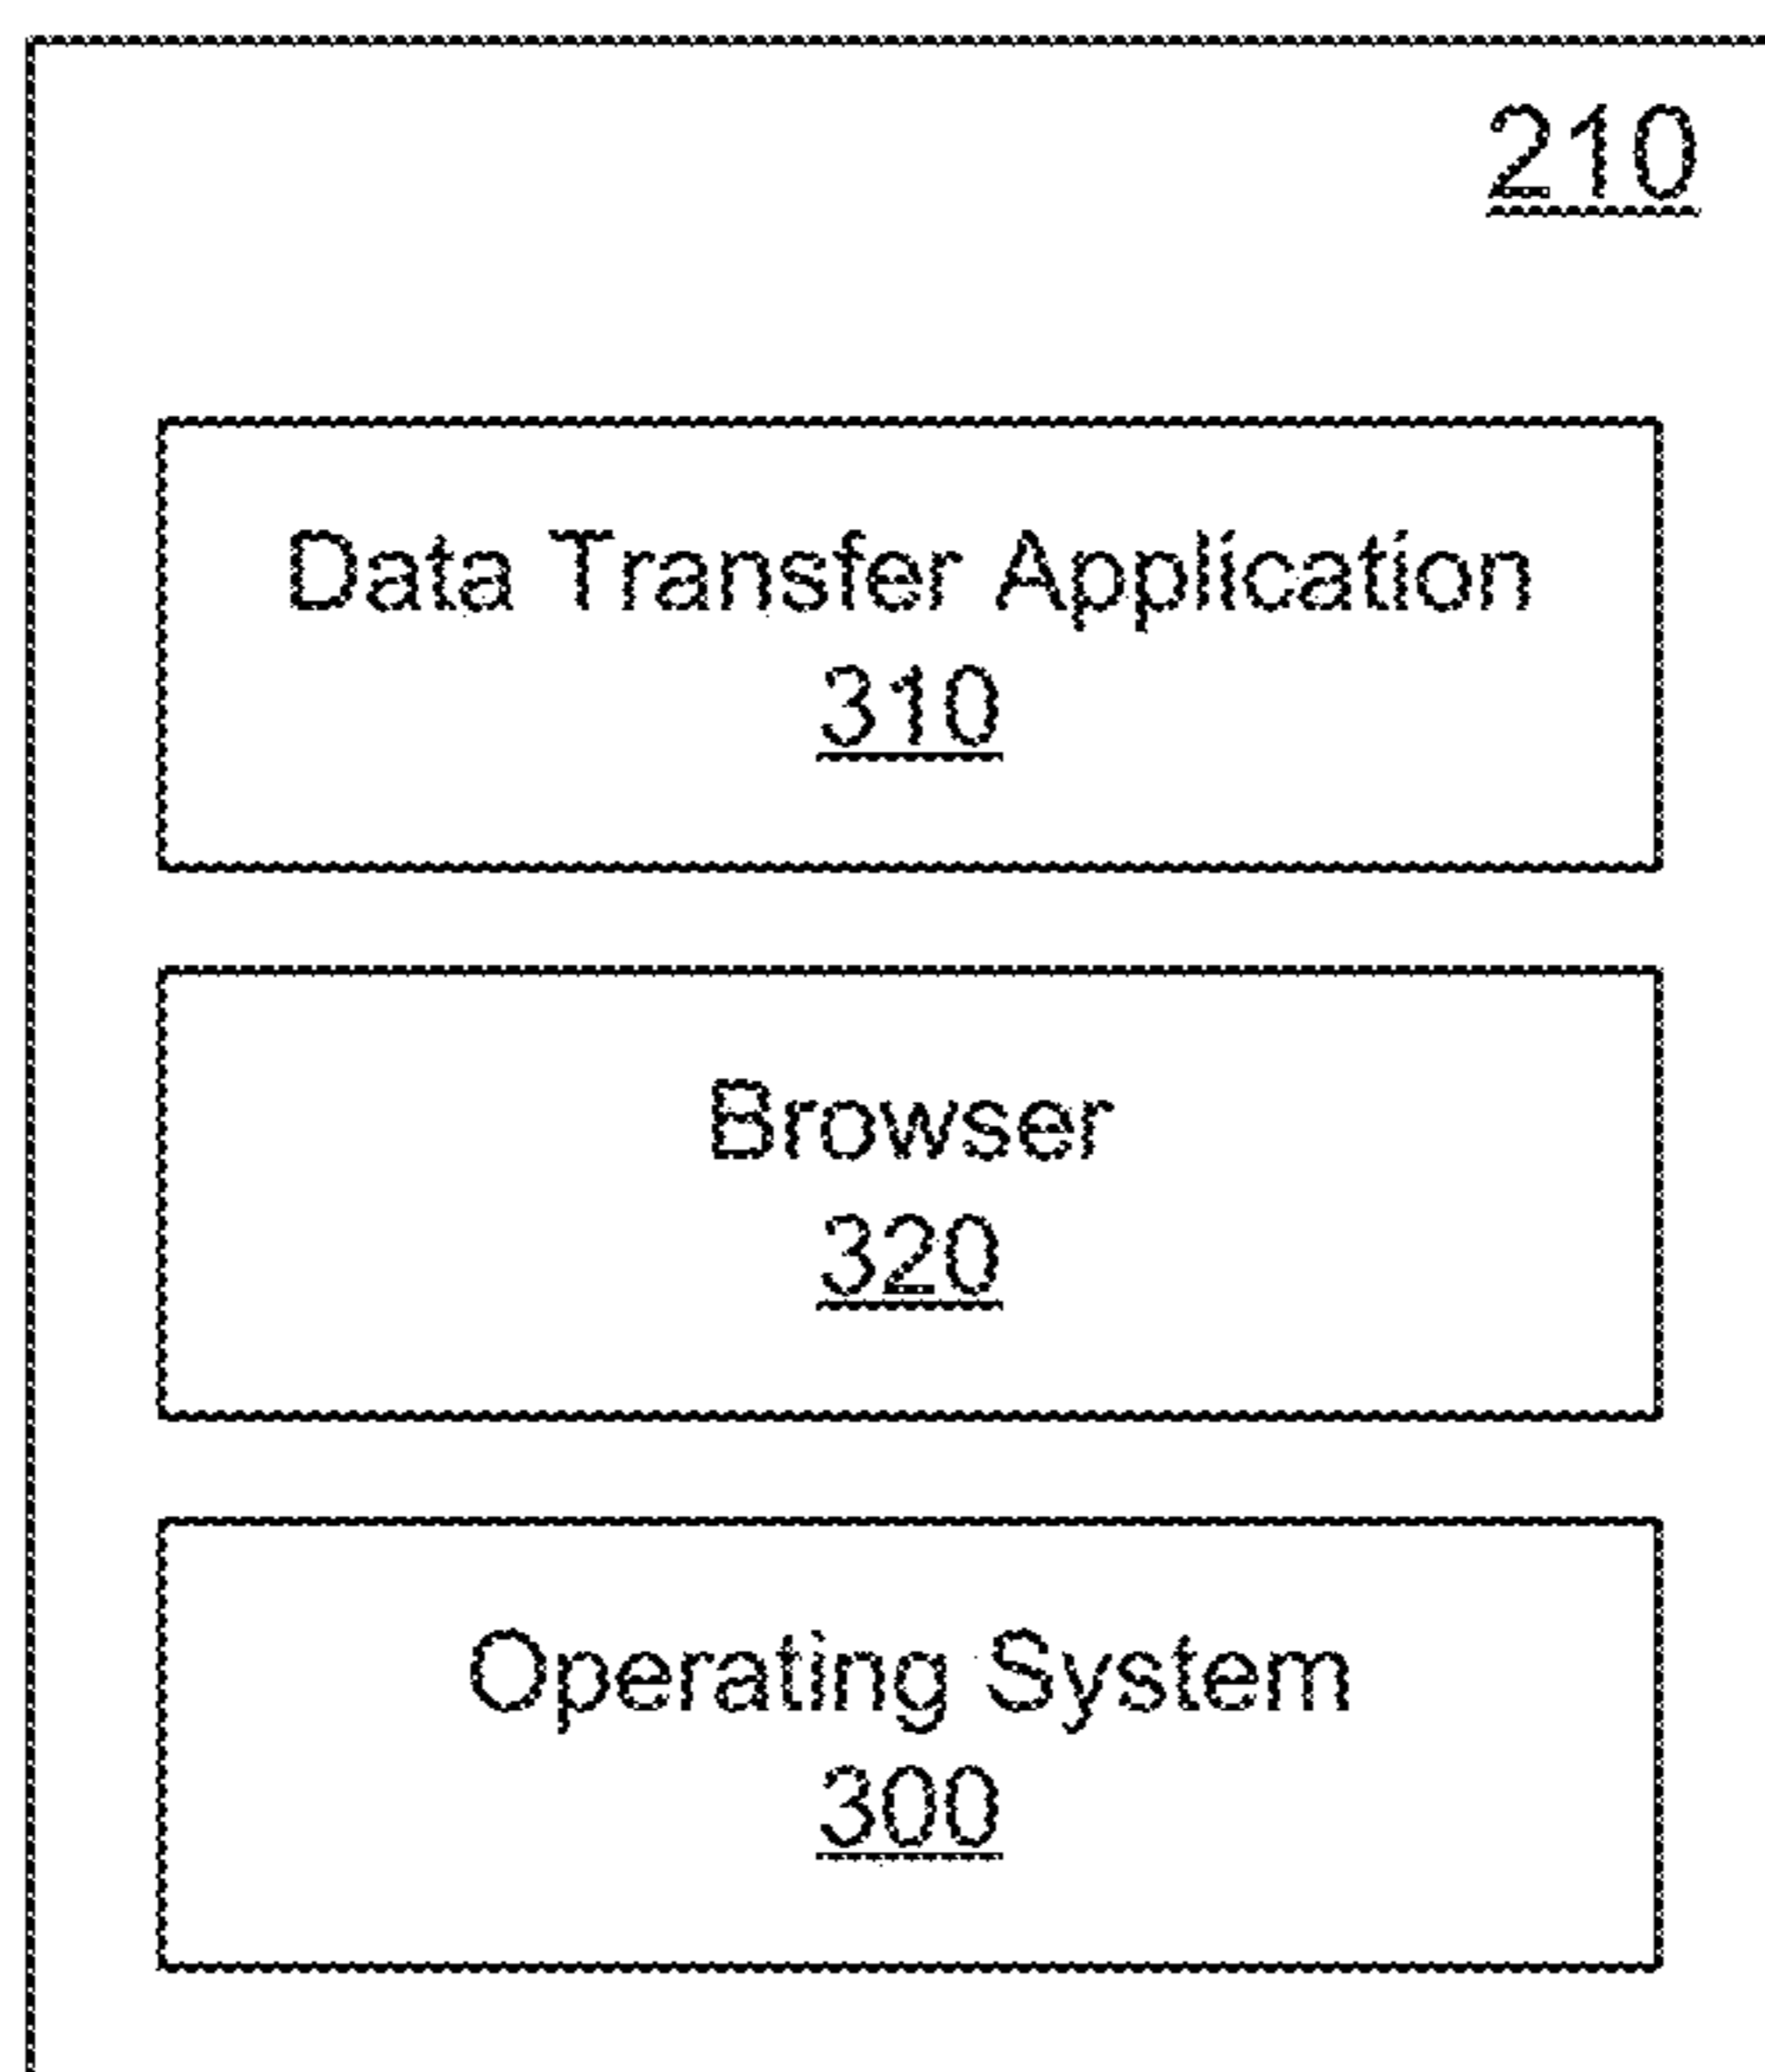 210
Data Transfer Application
310
Browser
320
Operating System
300